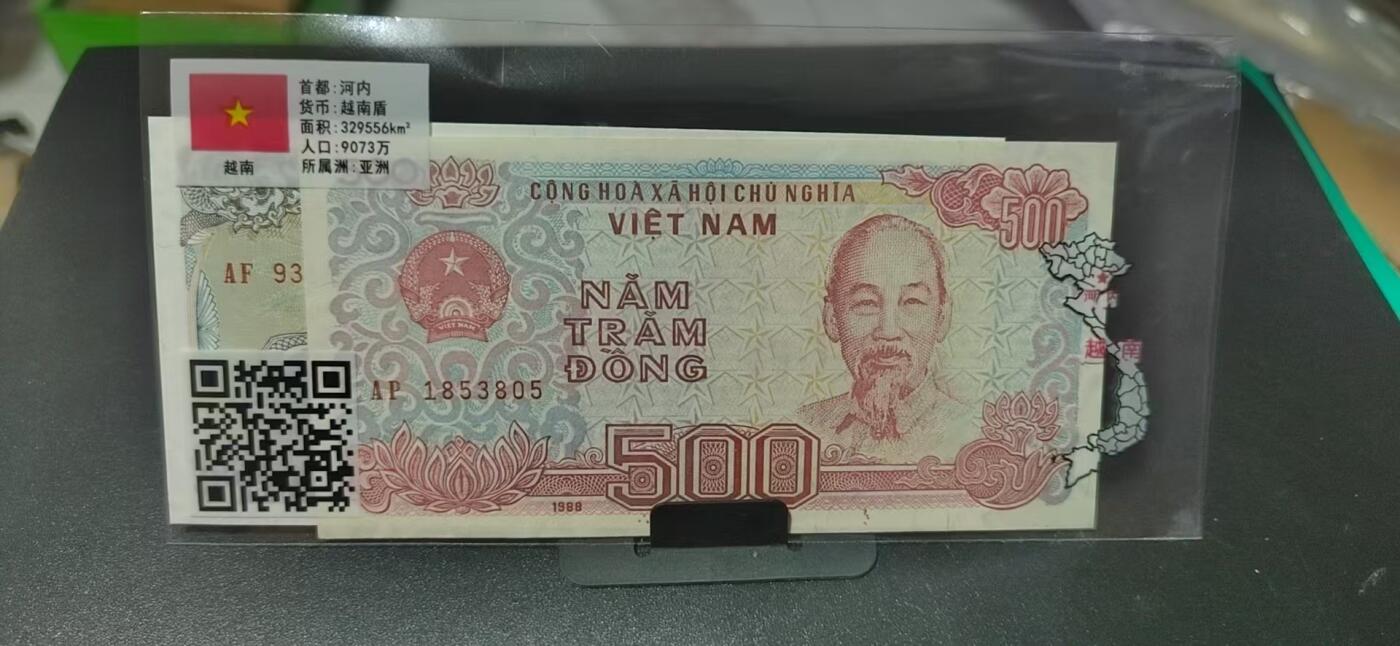 首都:河内
货币:越南盾
面积:329556km²
人口:9073万
所属洲:亚洲
越南
CỘNG HOÀ XÃ HỘI CHỦ NGHĨA
VIỆT NAM
500
VIỆT NAM
AF 93
NĂM
TRĂM
ĐỒNG
AP 1853805
500
1988
河内
越南